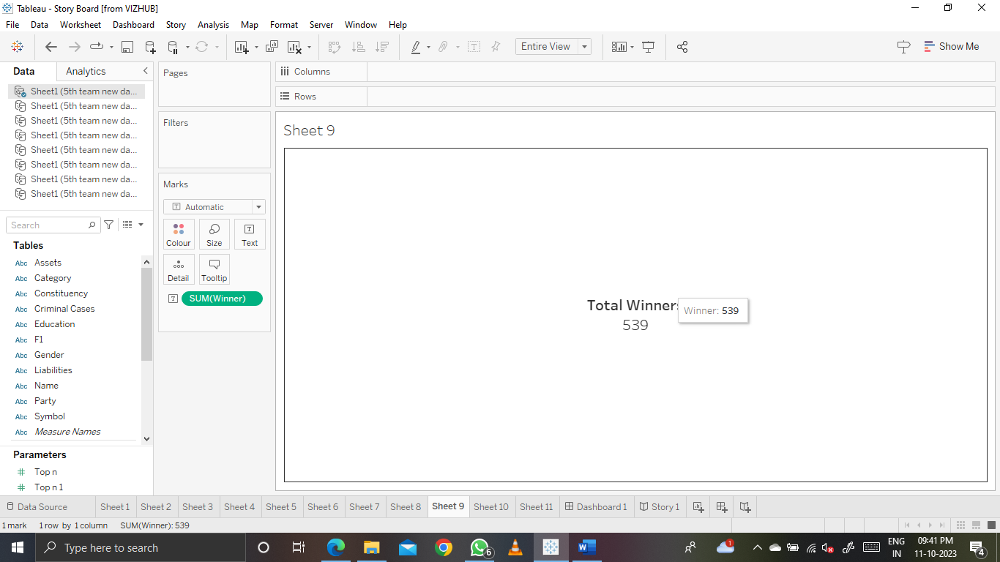 Tableau - Story Board [from VIZHUB]
File Data Worksheet Dashboard Story Analysis Map Format Server Window Help
Entire View
Show Me
Data Analytics
Sheet1 (5th team new da...
Sheet1 (5th team new da...
Sheet1 (5th team new da...
Sheet1 (5th team new da...
Sheet1 (5th team new da...
Sheet1 (5th team new da...
Sheet1 (5th team new da...
Sheet1 (5th team new da...
Search
Tables
Abc Assets
Abc Category
Abc Constituency
Abc Criminal Cases
Abc Education
Abc F1
Abc Gender
Abc Liabilities
Abc Name
Abc Party
Abc Symbol
Abc Measure Names
Parameters
# Top n
# Top n 1
Pages
Filters
Marks
T Automatic
Colour Size Text
Detail Tooltip
T SUM(Winner)
Columns
Rows
Sheet 9
Total Winners
539
Winner: 539
Data Source Sheet 1 Sheet 2 Sheet 3 Sheet 4 Sheet 5 Sheet 6 Sheet 7 Sheet 8 Sheet 9 Sheet 10 Sheet 11 Dashboard 1 Story 1
1 mark 1 row by 1 column SUM(Winner): 539
Type here to search
6
1
ENG
IN
09:41 PM
11-10-2023
4